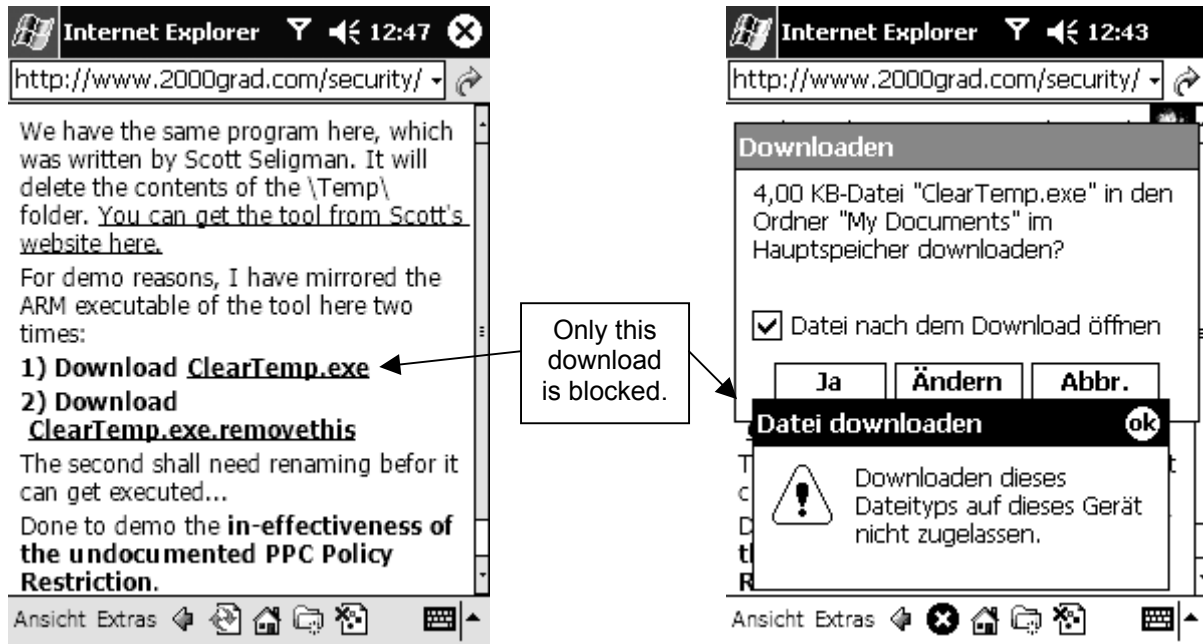 Internet Explorer 12:47
http://www.2000grad.com/security/
We have the same program here, which
was written by Scott Seligman. It will
delete the contents of the \Temp\
folder. You can get the tool from Scott's
website here.
For demo reasons, I have mirrored the
ARM executable of the tool here two
times:
1) Download ClearTemp.exe
2) Download
ClearTemp.exe.removethis
The second shall need renaming befor it
can get executed...
Done to demo the in-effectiveness of
the undocumented PPC Policy
Restriction.
Ansicht Extras
Only this
download
is blocked.
Internet Explorer 12:43
http://www.2000grad.com/security/
Downloaden
4,00 KB-Datei "ClearTemp.exe" in den
Ordner "My Documents" im
Hauptspeicher downloaden?
Datei nach dem Download öffnen
Ja Ändern Abbr.
Datei downloaden ok
Downloaden dieses
Dateityps auf dieses Gerät
nicht zugelassen.
Ansicht Extras